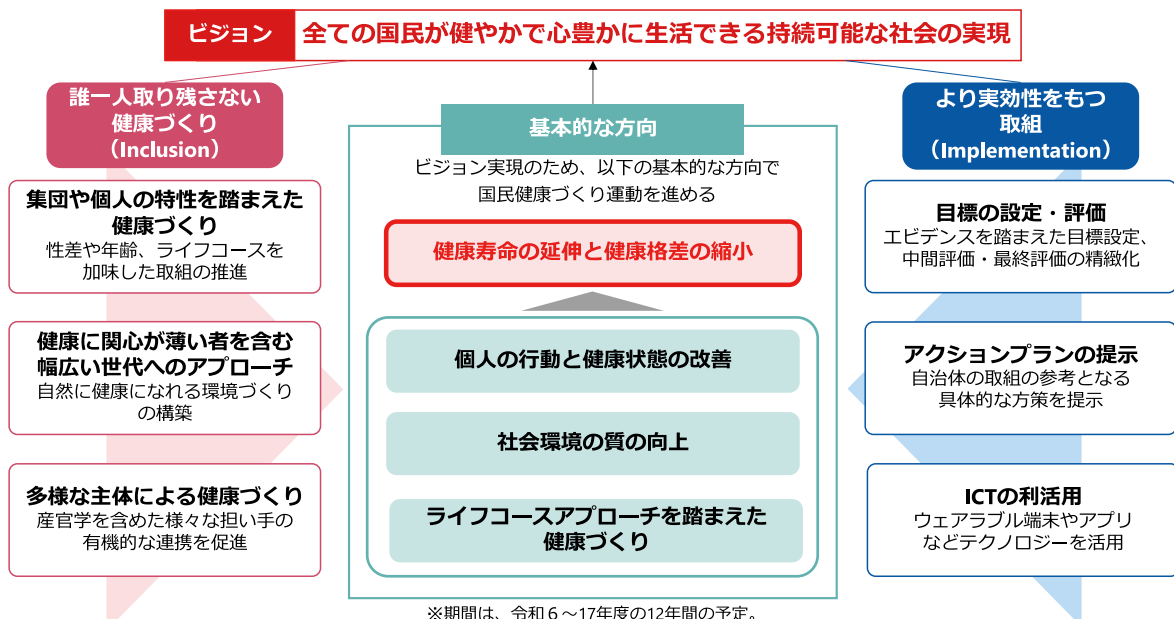 ビジョン 全ての国民が健やかで心豊かに生活できる持続可能な社会の実現
誰一人取り残さない
健康づくり
（Inclusion）
集団や個人の特性を踏まえた
健康づくり
性差や年齢、ライフコースを
加味した取組の推進
健康に関心が薄い者を含む
幅広い世代へのアプローチ
自然に健康になれる環境づくり
の構築
多様な主体による健康づくり
産官学を含めた様々な担い手の
有機的な連携を促進
基本的な方向
ビジョン実現のため、以下の基本的な方向で
国民健康づくり運動を進める
健康寿命の延伸と健康格差の縮小
個人の行動と健康状態の改善
社会環境の質の向上
ライフコースアプローチを踏まえた
健康づくり
※期間は、令和６～17年度の12年間の予定。
より実効性をもつ
取組
（Implementation）
目標の設定・評価
エビデンスを踏まえた目標設定、
中間評価・最終評価の精緻化
アクションプランの提示
自治体の取組の参考となる
具体的な方策を提示
ICTの利活用
ウェアラブル端末やアプリ
などテクノロジーを活用